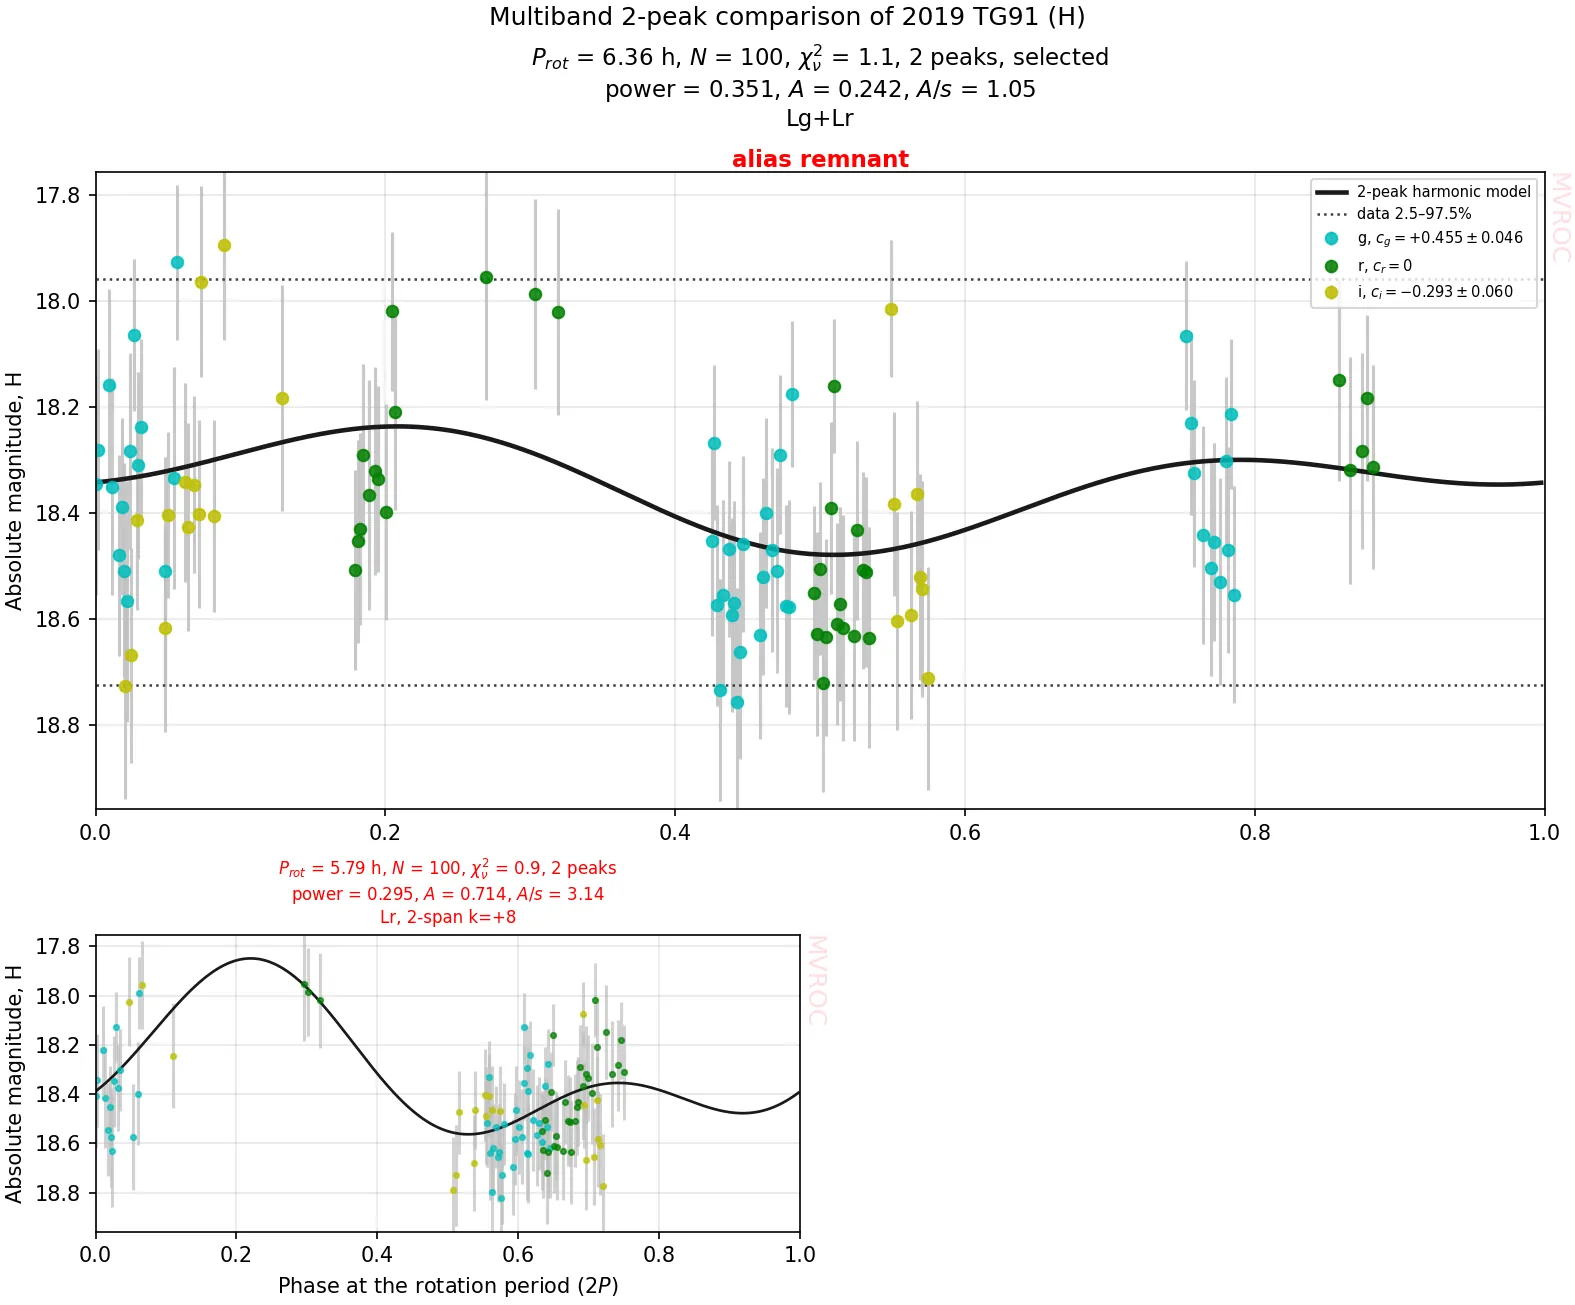 Multiband 2-peak comparison of 2019 TG91 (H)
P_rot = 6.36 h, N = 100, χ²_ν = 1.1, 2 peaks, selected
power = 0.351, A = 0.242, A/s = 1.05
Lg+Lr
alias remnant
MVROC
2-peak harmonic model
data 2.5–97.5%
g, c_g = +0.455 ± 0.046
r, c_r = 0
i, c_i = −0.293 ± 0.060
Absolute magnitude, H
17.8
18.0
18.2
18.4
18.6
18.8
0.0 0.2 0.4 0.6 0.8 1.0
P_rot = 5.79 h, N = 100, χ²_ν = 0.9, 2 peaks
power = 0.295, A = 0.714, A/s = 3.14
Lr, 2-span k=+8
MVROC
Absolute magnitude, H
17.8
18.0
18.2
18.4
18.6
18.8
0.0 0.2 0.4 0.6 0.8 1.0
Phase at the rotation period (2P)